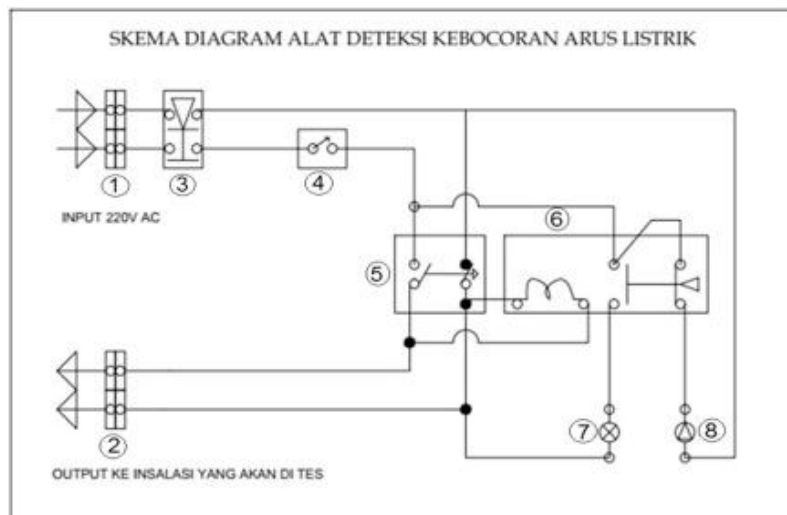 SKEMA DIAGRAM ALAT DETEKSI KEBOCORAN ARUS LISTRIK
1
3
4
INPUT 220V AC
6
5
7
8
2
OUTPUT KE INSALASI YANG AKAN DI TES